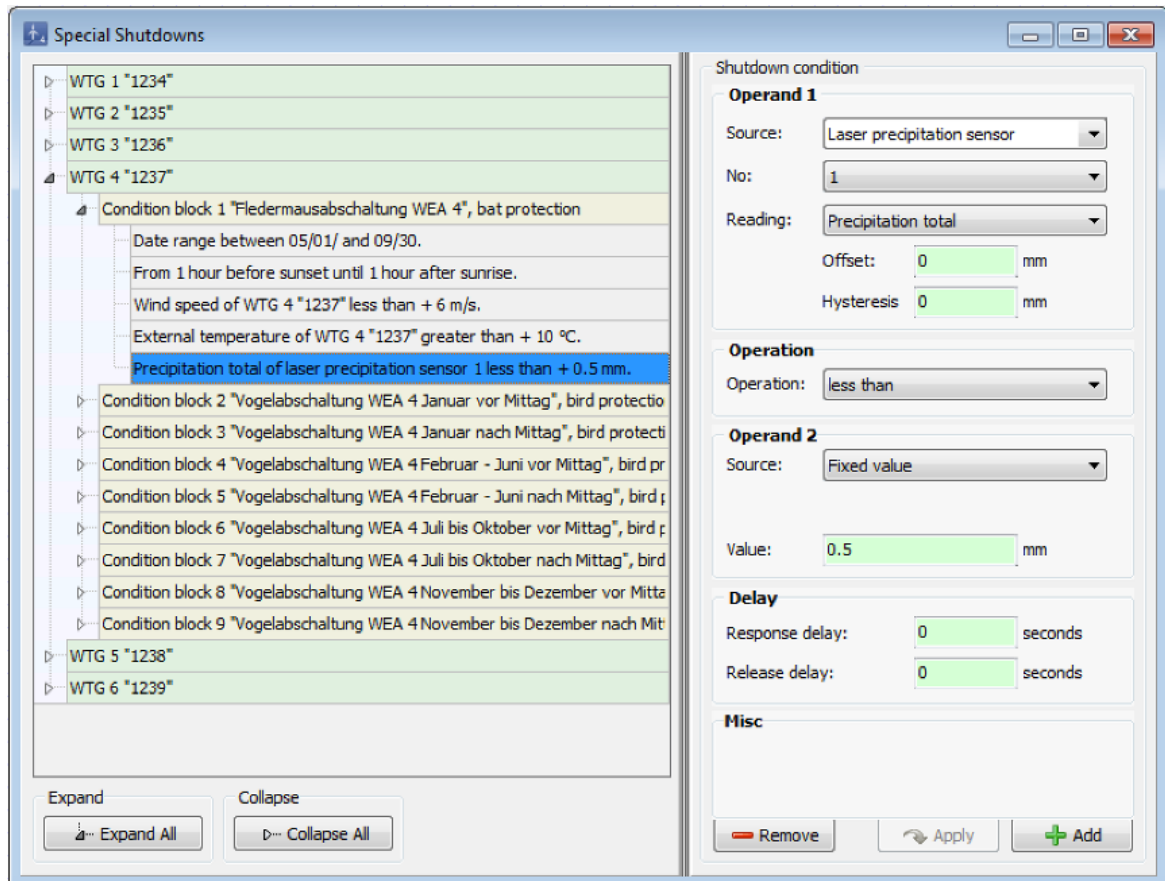 Special Shutdowns
WTG 1 "1234"
WTG 2 "1235"
WTG 3 "1236"
WTG 4 "1237"
Condition block 1 "Fledermausabschaltung WEA 4", bat protection
Date range between 05/01/ and 09/30.
From 1 hour before sunset until 1 hour after sunrise.
Wind speed of WTG 4 "1237" less than + 6 m/s.
External temperature of WTG 4 "1237" greater than + 10 °C.
Precipitation total of laser precipitation sensor 1 less than + 0.5 mm.
Condition block 2 "Vogelabschaltung WEA 4 Januar vor Mittag", bird protectio
Condition block 3 "Vogelabschaltung WEA 4 Januar nach Mittag", bird protecti
Condition block 4 "Vogelabschaltung WEA 4 Februar - Juni vor Mittag", bird pr
Condition block 5 "Vogelabschaltung WEA 4 Februar - Juni nach Mittag", bird p
Condition block 6 "Vogelabschaltung WEA 4 Juli bis Oktober vor Mittag", bird p
Condition block 7 "Vogelabschaltung WEA 4 Juli bis Oktober nach Mittag", bird
Condition block 8 "Vogelabschaltung WEA 4 November bis Dezember vor Mitta
Condition block 9 "Vogelabschaltung WEA 4 November bis Dezember nach Mit
WTG 5 "1238"
WTG 6 "1239"
Expand
Expand All
Collapse
Collapse All
Shutdown condition
Operand 1
Source: Laser precipitation sensor
No: 1
Reading: Precipitation total
Offset: 0 mm
Hysteresis 0 mm
Operation
Operation: less than
Operand 2
Source: Fixed value
Value: 0.5 mm
Delay
Response delay: 0 seconds
Release delay: 0 seconds
Misc
Remove Apply Add